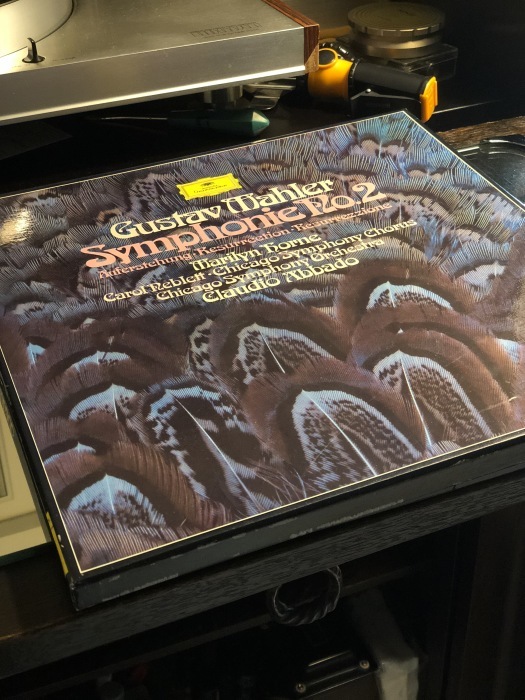 Gustav Mahler
Symphonie No. 2
Auferstehung · Resurrection · Résurrection
Marilyn Horne
Carol Neblett · Chicago Symphony Chorus
Chicago Symphony Orchestra
Claudio Abbado